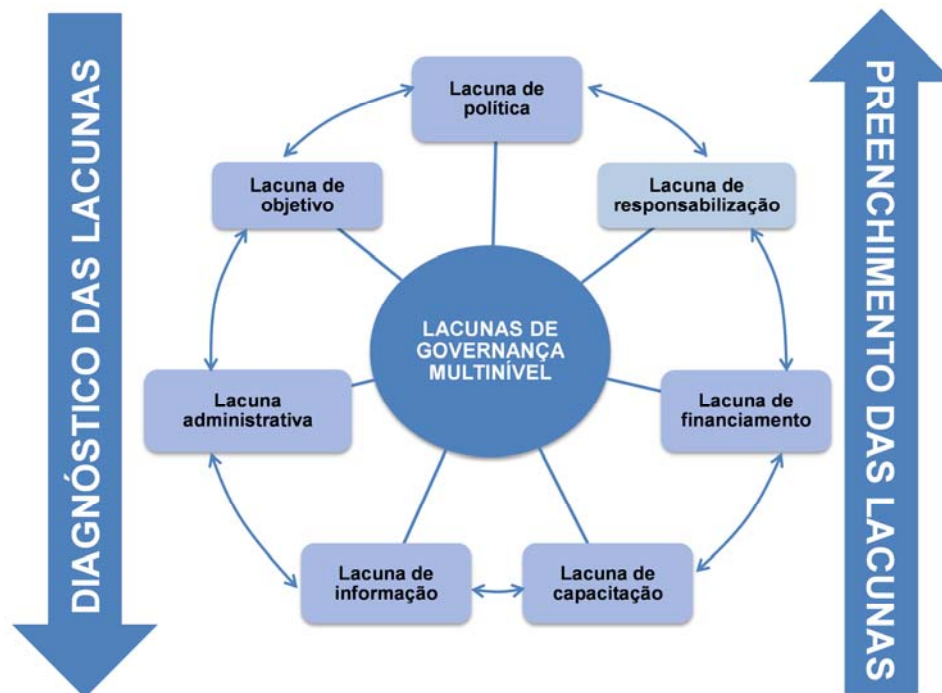 DIAGNÓSTICO DAS LACUNAS
Lacuna de
política
Lacuna de
objetivo
Lacuna de
responsabilização
LACUNAS DE
GOVERNANÇA
MULTINÍVEL
Lacuna
administrativa
Lacuna de
financiamento
Lacuna de
informação
Lacuna de
capacitação
PREENCHIMENTO DAS LACUNAS